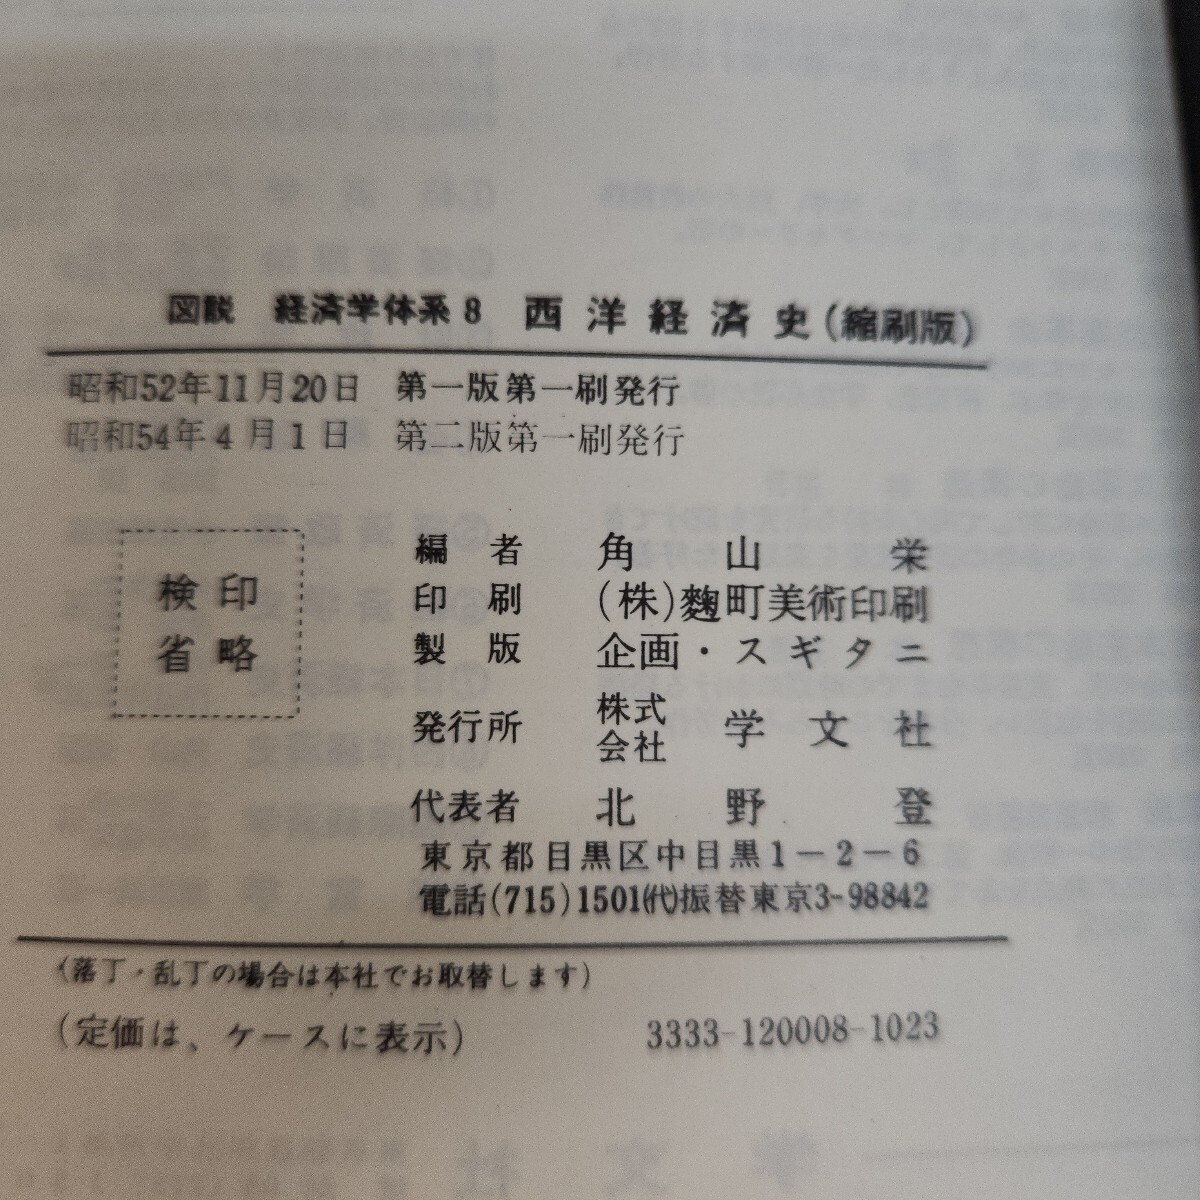 図説　経済学体系8　西洋経済史（縮刷版）
昭和52年11月20日　第一版第一刷発行
昭和54年4月1日　第二版第一刷発行
検印
省略
編者　角山　栄
印刷　（株）麹町美術印刷
製版　企画・スギタニ
発行所　株式会社　学文社
代表者　北野　登
東京都目黒区中目黒1－2－6
電話（715）1501㈹振替東京3-98842
（落丁・乱丁の場合は本社でお取替します）
（定価は、ケースに表示）　3333-120008-1023